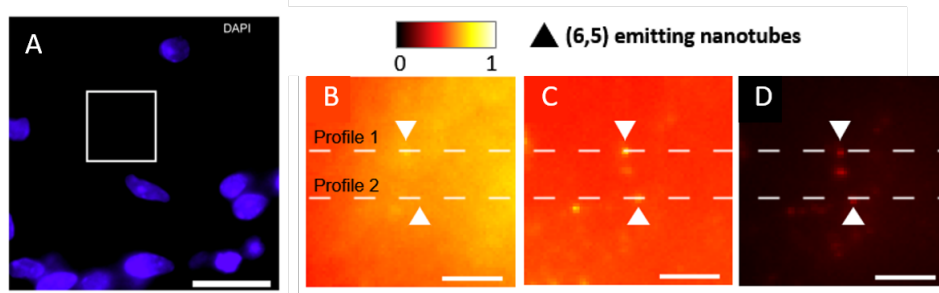 A
DAPI
0
1
(6,5) emitting nanotubes
B
C
D
Profile 1
Profile 2